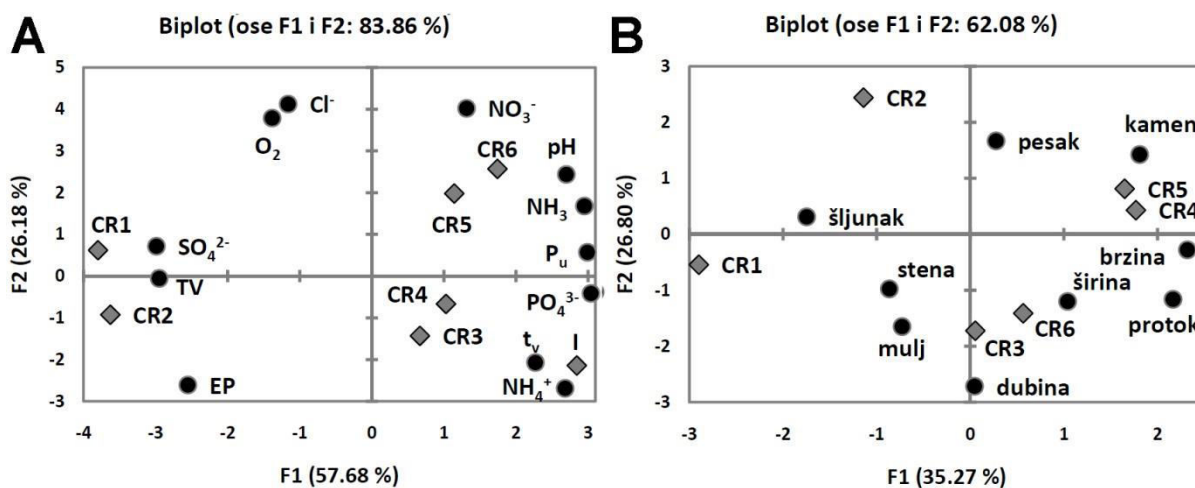 A
Biplot (ose F1 i F2: 83.86 %)
F2 (26.18 %)
5
4
3
2
1
0
-1
-2
-3
Cl⁻
O₂
NO₃⁻
CR6
pH
CR5
NH₃
CR1
SO₄²⁻
Pᵤ
TV
CR2
CR4
PO₄³⁻
CR3
tᵥ
I
EP
NH₄⁺
-4
-3
-2
-1
0
1
2
3
F1 (57.68 %)
B
Biplot (ose F1 i F2: 62.08 %)
F2 (26.80 %)
3
2
1
0
-1
-2
-3
CR2
pesak
kamen
CR5
CR4
šljunak
CR1
stena
brzina
širina
mulj
CR3
CR6
protok
dubina
-3
-2
-1
0
1
2
F1 (35.27 %)